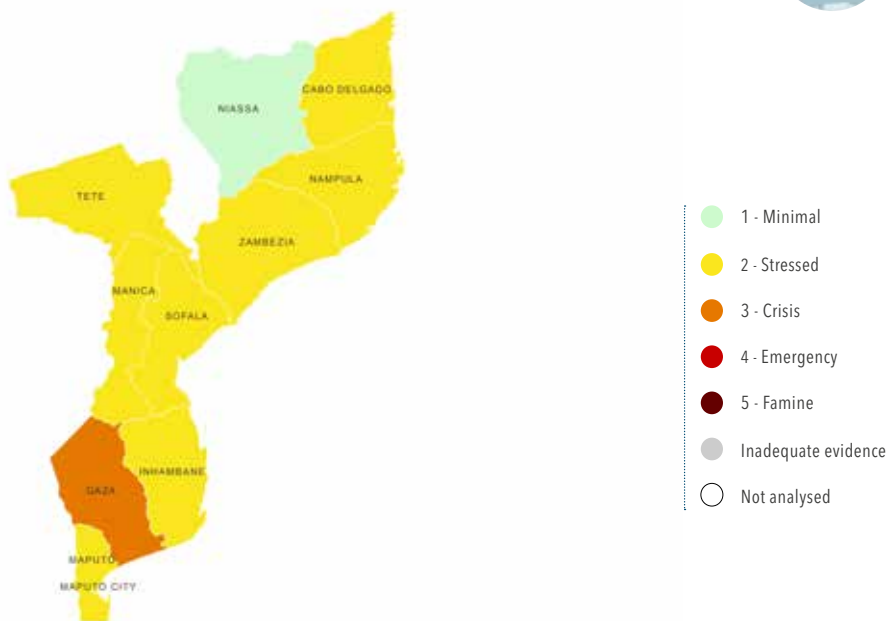 CABO DELGADO
NIASSA
NAMPULA
TETE
ZAMBEZIA
MANICA
SOFALA
INHAMBANE
GAZA
MAPUTO
MAPUTO CITY
1 - Minimal
2 - Stressed
3 - Crisis
4 - Emergency
5 - Famine
Inadequate evidence
Not analysed